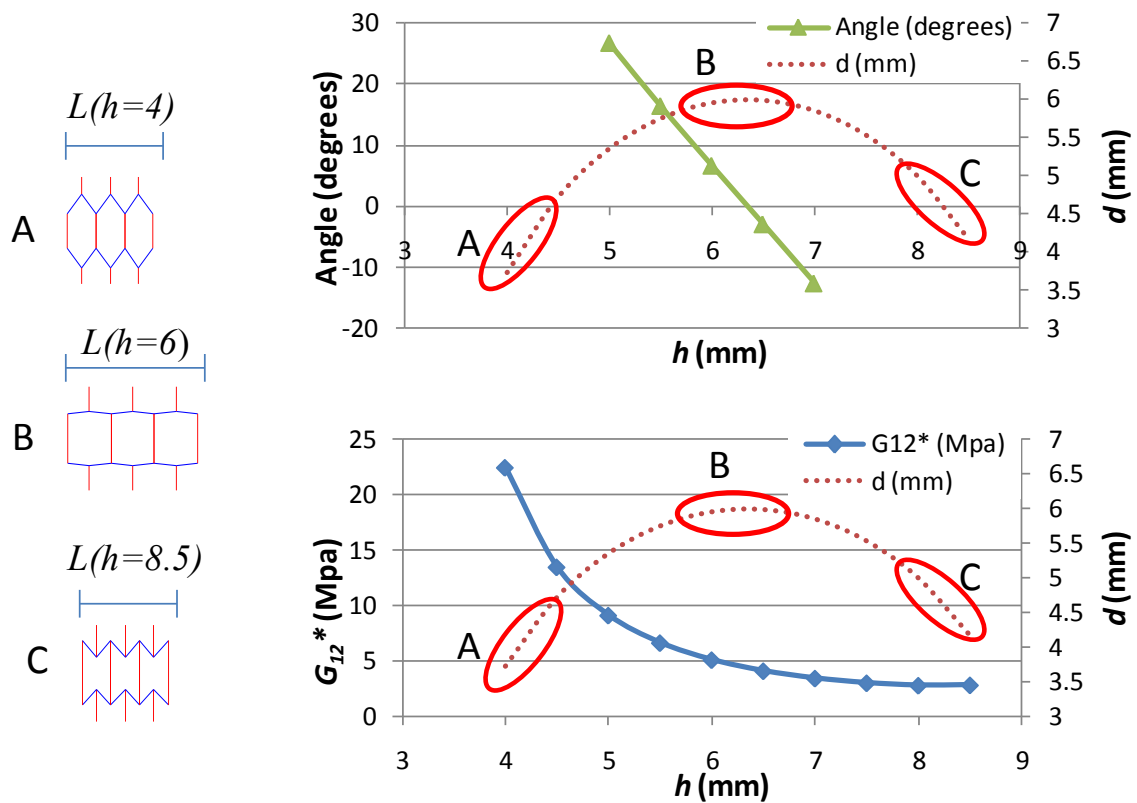 L(h=4)
A
L(h=6)
B
L(h=8.5)
C
Angle (degrees)
d (mm)
30
20
10
0
-10
-20
Angle (degrees)
3 4 5 6 7 8 9
h (mm)
7
6.5
6
5.5
5
4.5
4
3.5
3
d (mm)
A
B
C
G12* (Mpa)
d (mm)
25
20
15
10
5
0
G12* (Mpa)
3 4 5 6 7 8 9
h (mm)
7
6.5
6
5.5
5
4.5
4
3.5
3
d (mm)
A
B
C